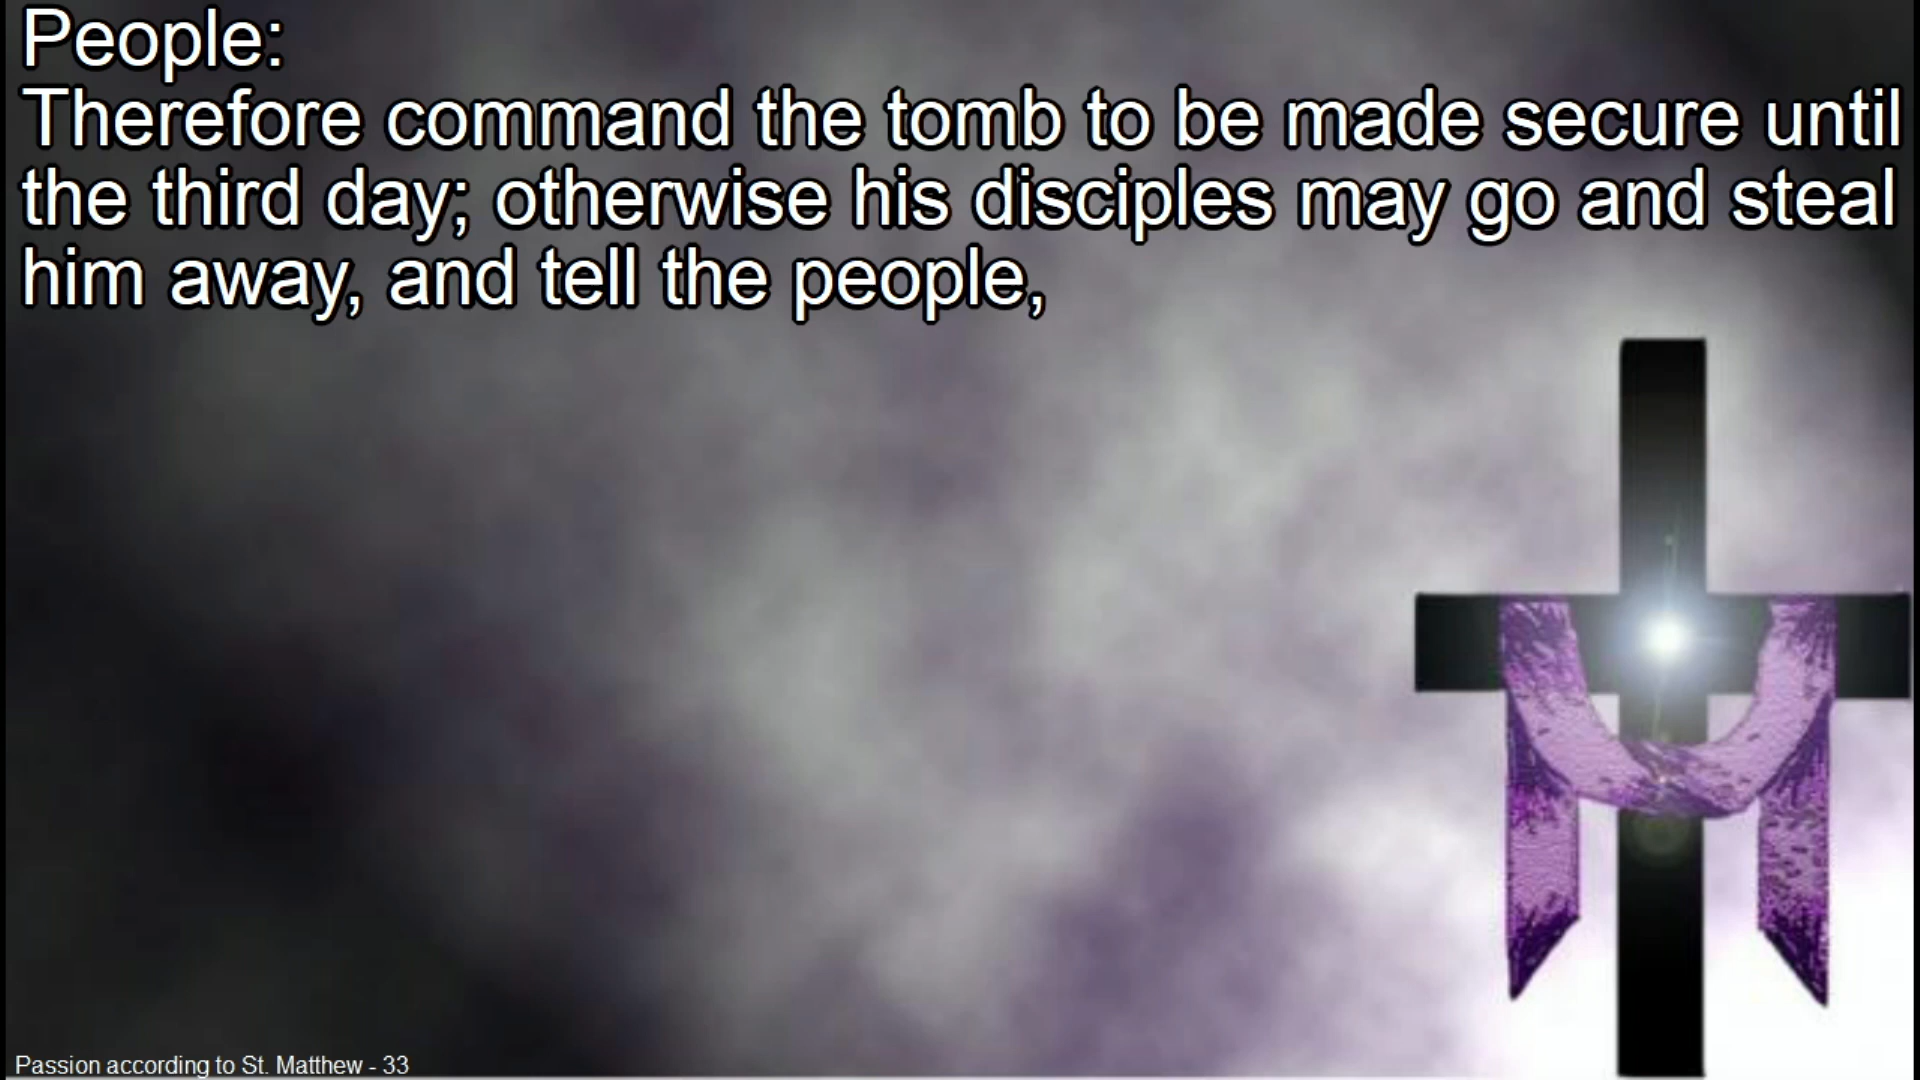 People:
Therefore command the tomb to be made secure until
the third day; otherwise his disciples may go and steal
him away, and tell the people,
Passion according to St. Matthew - 33